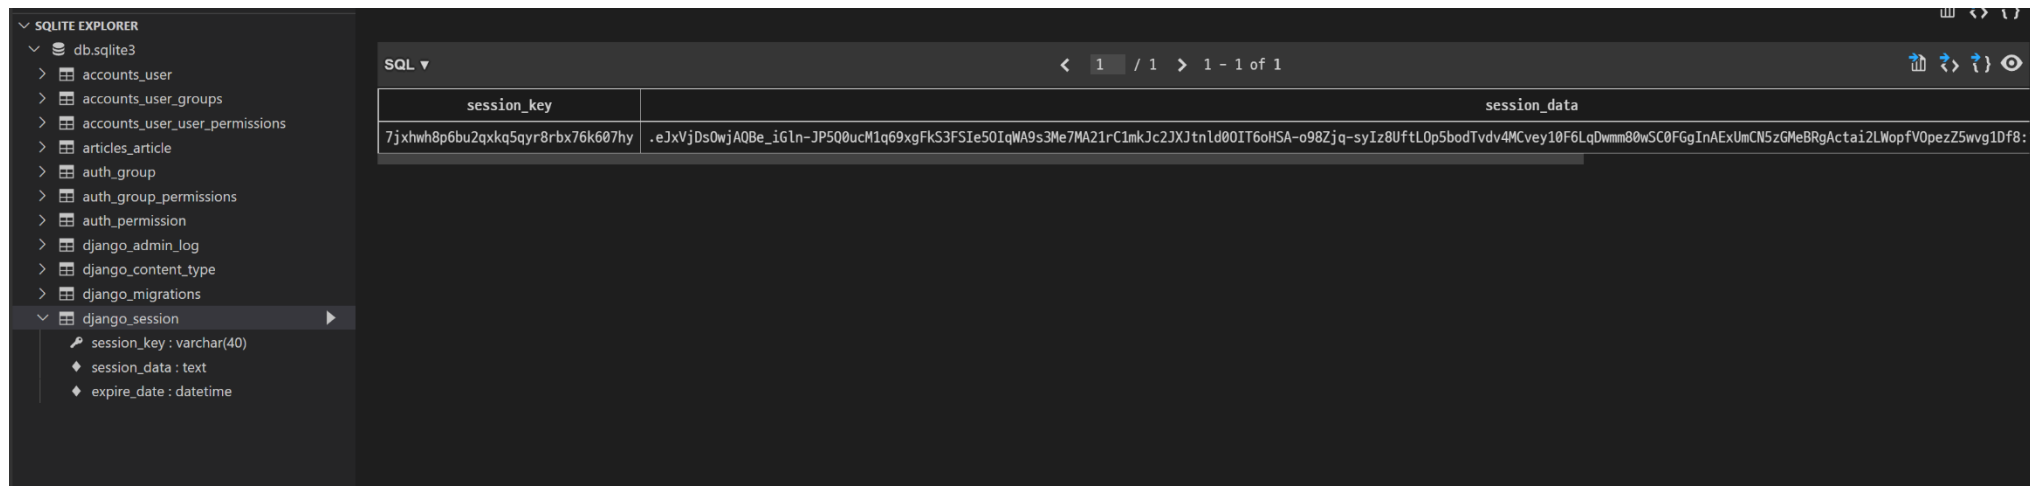 SQLITE EXPLORER
db.sqlite3
accounts_user
accounts_user_groups
accounts_user_user_permissions
articles_article
auth_group
auth_group_permissions
auth_permission
django_admin_log
django_content_type
django_migrations
django_session
session_key : varchar(40)
session_data : text
expire_date : datetime
SQL ▼
1 / 1 1 - 1 of 1
session_key session_data
7jxhwh8p6bu2qxkq5qyr8rbx76k607hy .eJxVjDsOwjAQBe_iGln-JP5Q0ucM1q69xgFkS3FSIe5OIqWA9s3Me7MA21rC1mkJc2JXJtnld0OIT6oHSA-o98Zjq-syIz8UftLOp5bodTvdv4MCvey10F6LqDwmm80wSC0FGgInAExUmCN5zGMeBRgActai2LWopfVOpezZ5wvg1Df8: